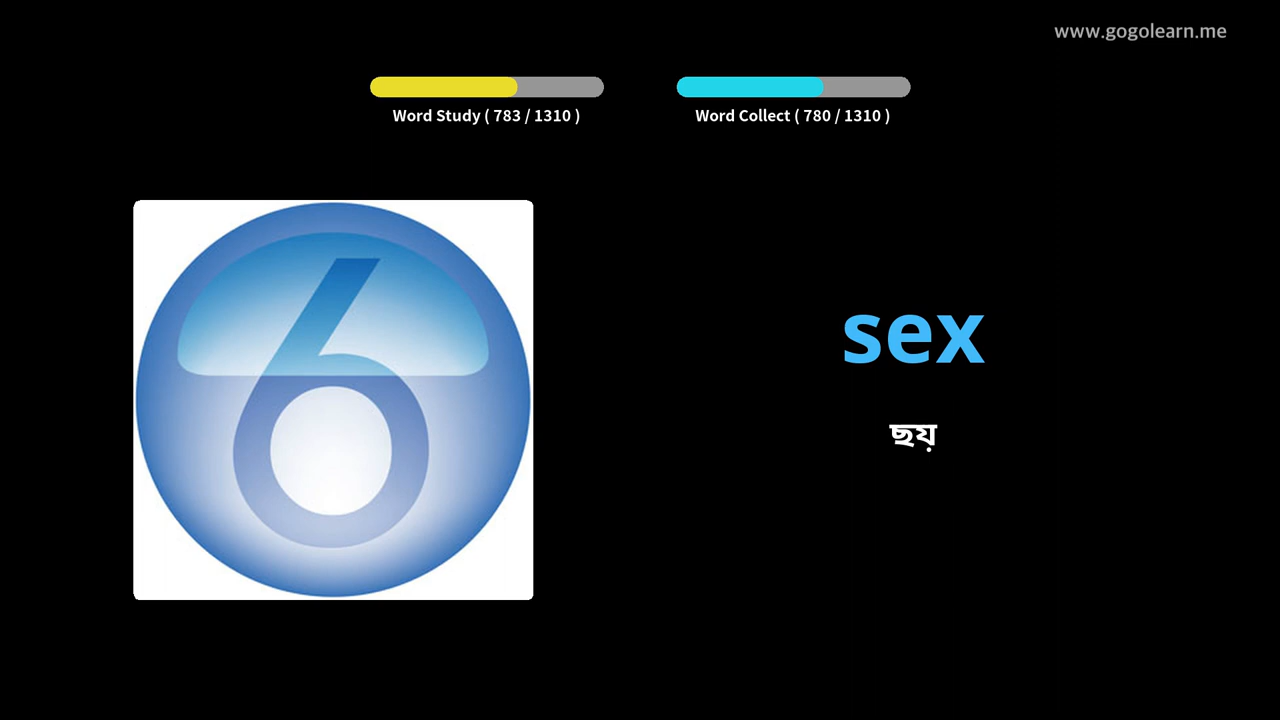 www.gogolearn.me
Word Study ( 783 / 1310 )
Word Collect ( 780 / 1310 )
6
sex
ছয়